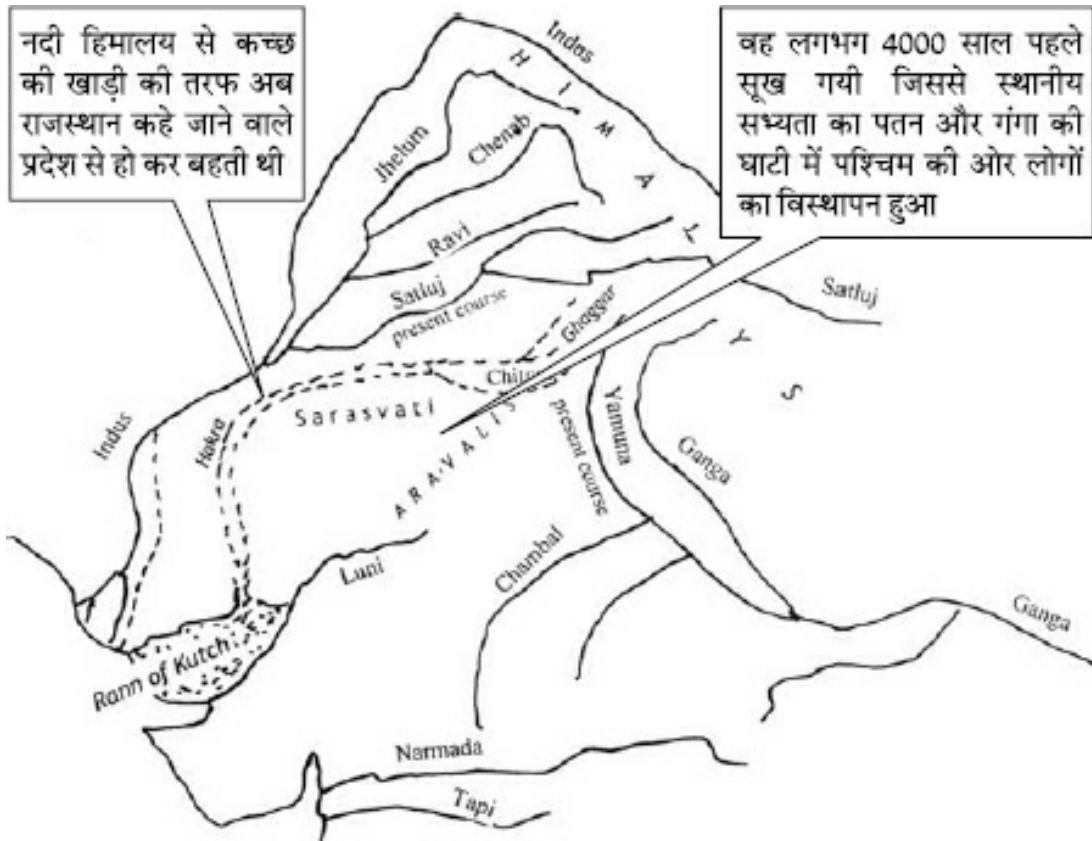 नदी हिमालय से कच्छ
की खाड़ी की तरफ अब
राजस्थान कहे जाने वाले
प्रदेश से हो कर बहती थी
वह लगभग 4000 साल पहले
सूख गयी जिससे स्थानीय
सभ्यता का पतन और गंगा की
घाटी में पश्चिम की ओर लोगों
का विस्थापन हुआ
Indus
HIMALYS
Jhelum
Chenab
Ravi
Satluj
present course
Satluj
Ghaggar
Sarasvati
Hakra
Indus
ARAVALIS
Yamuna
present course
Ganga
Luni
Chambal
Ganga
Rann of Kutch
Narmada
Tapi